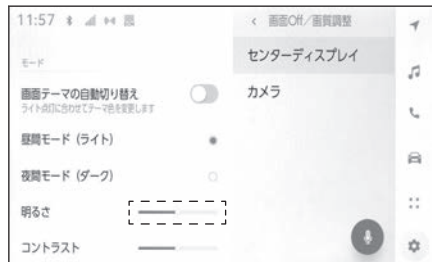 11:57
画面Off/画質調整
モード
画面テーマの自動切り替え
ライト点灯に合わせてテーマ色を変更します
昼間モード（ライト）
夜間モード（ダーク）
明るさ
コントラスト
センターディスプレイ
カメラ